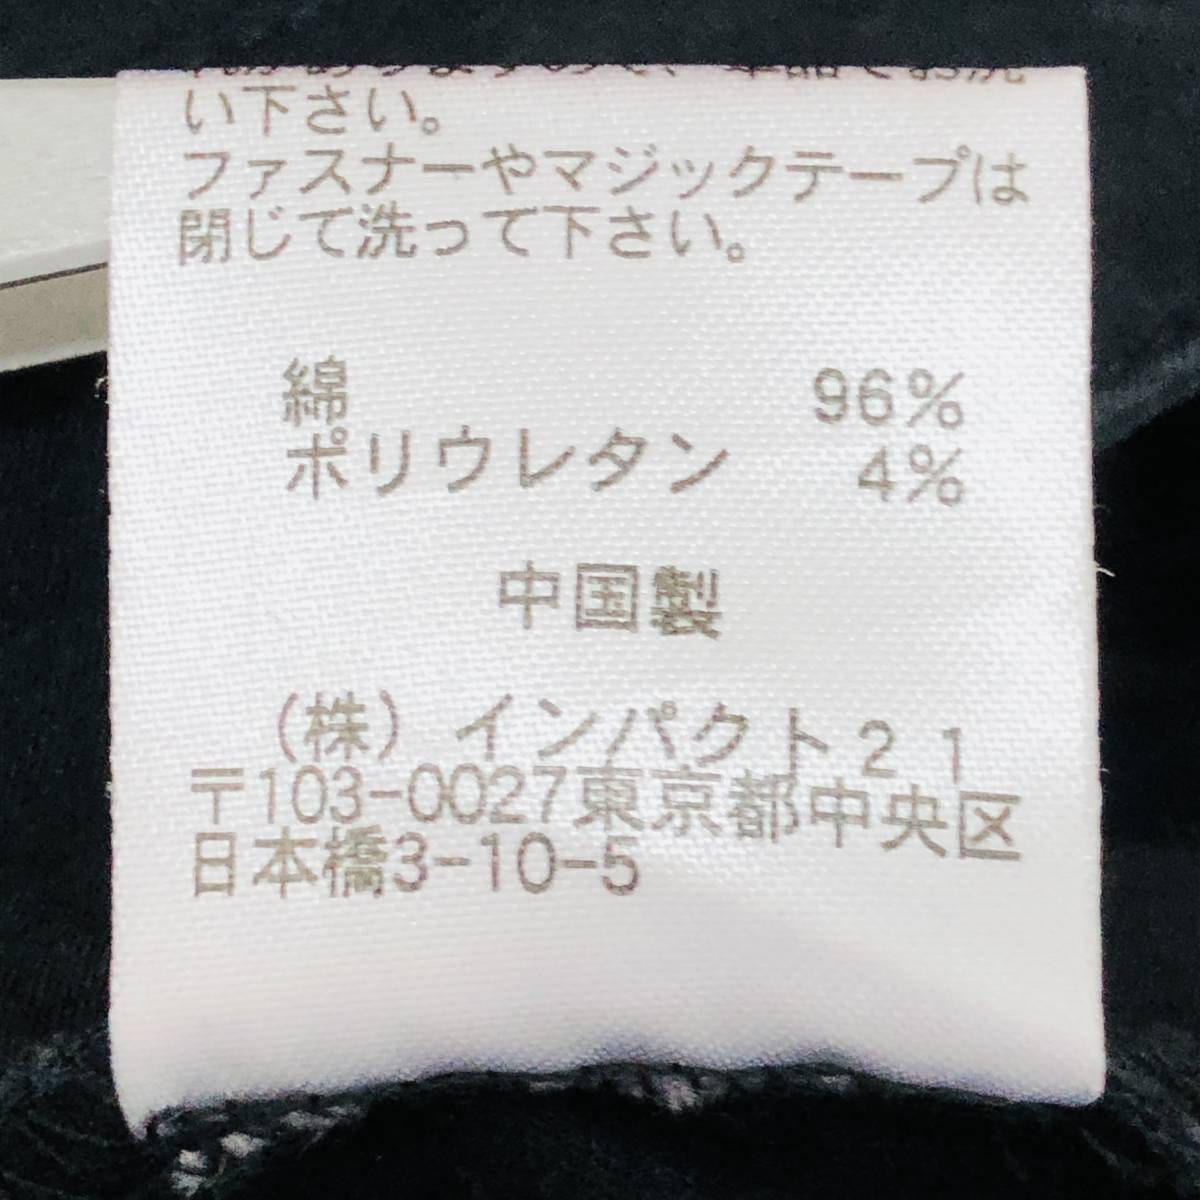 い下さい。
ファスナーやマジックテープは
閉じて洗って下さい。
綿 96%
ポリウレタン 4%
中国製
(株) インパクト21
〒103-0027東京都中央区
日本橋3-10-5